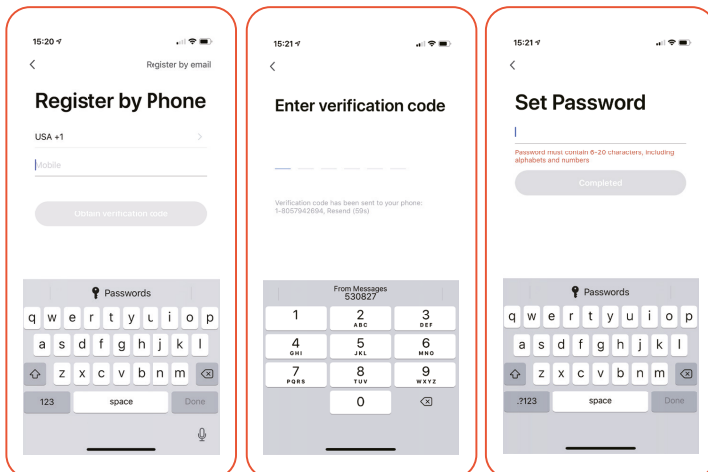 15:20
Register by email
Register by Phone
USA +1
Mobile
Obtain verification code
Passwords
q w e r t y u i o p
a s d f g h j k l
z x c v b n m
123 space Done
15:21
Enter verification code
Verification code has been sent to your phone:
1-8057942694, Resend (59s)
From Messages
530827
1 2 3
ABC DEF
4 5 6
GHI JKL MNO
7 8 9
PQRS TUV WXYZ
0
15:21
Set Password
Password must contain 6-20 characters, including
alphabets and numbers
Completed
Passwords
q w e r t y u i o p
a s d f g h j k l
z x c v b n m
.?123 space Done